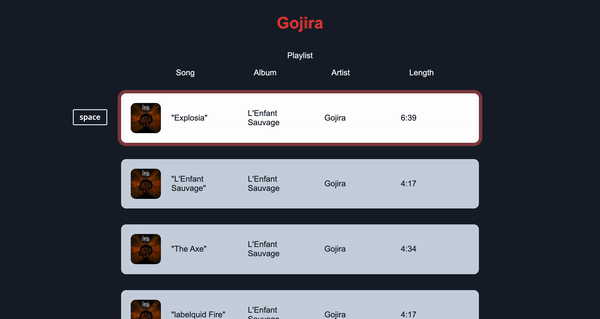 Gojira
Playlist
Song Album Artist Length
space
"Explosia" L'Enfant Sauvage Gojira 6:39
"L'Enfant Sauvage" L'Enfant Sauvage Gojira 4:17
"The Axe" L'Enfant Sauvage Gojira 4:34
"labelquid Fire" L'Enfant Sauvage Gojira 4:17